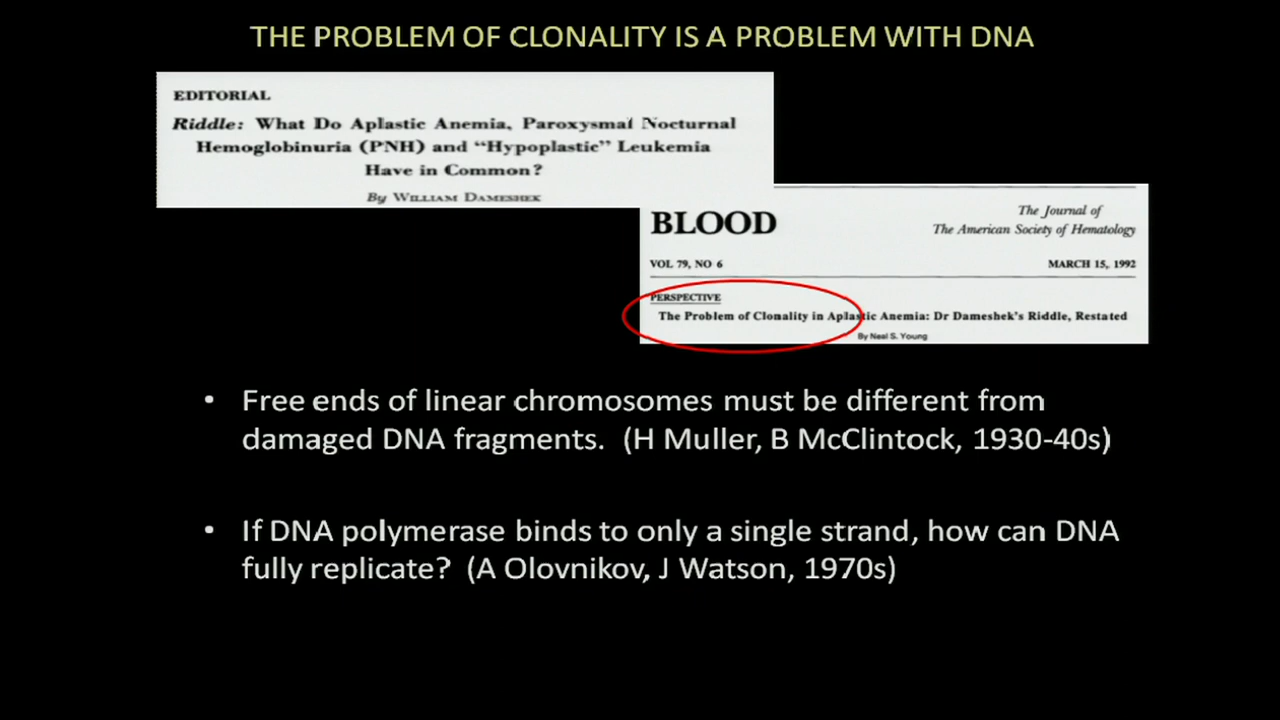 THE PROBLEM OF CLONALITY IS A PROBLEM WITH DNA
EDITORIAL
Riddle: What Do Aplastic Anemia, Paroxysmal Nocturnal
Hemoglobinuria (PNH) and “Hypoplastic” Leukemia
Have in Common?
By WILLIAM DAMESHEK
BLOOD
The Journal of
The American Society of Hematology
VOL 79, NO 6
MARCH 15, 1992
PERSPECTIVE
The Problem of Clonality in Aplastic Anemia: Dr Dameshek's Riddle, Restated
By Neal S. Young
• Free ends of linear chromosomes must be different from
damaged DNA fragments. (H Muller, B McClintock, 1930-40s)
• If DNA polymerase binds to only a single strand, how can DNA
fully replicate? (A Olovnikov, J Watson, 1970s)